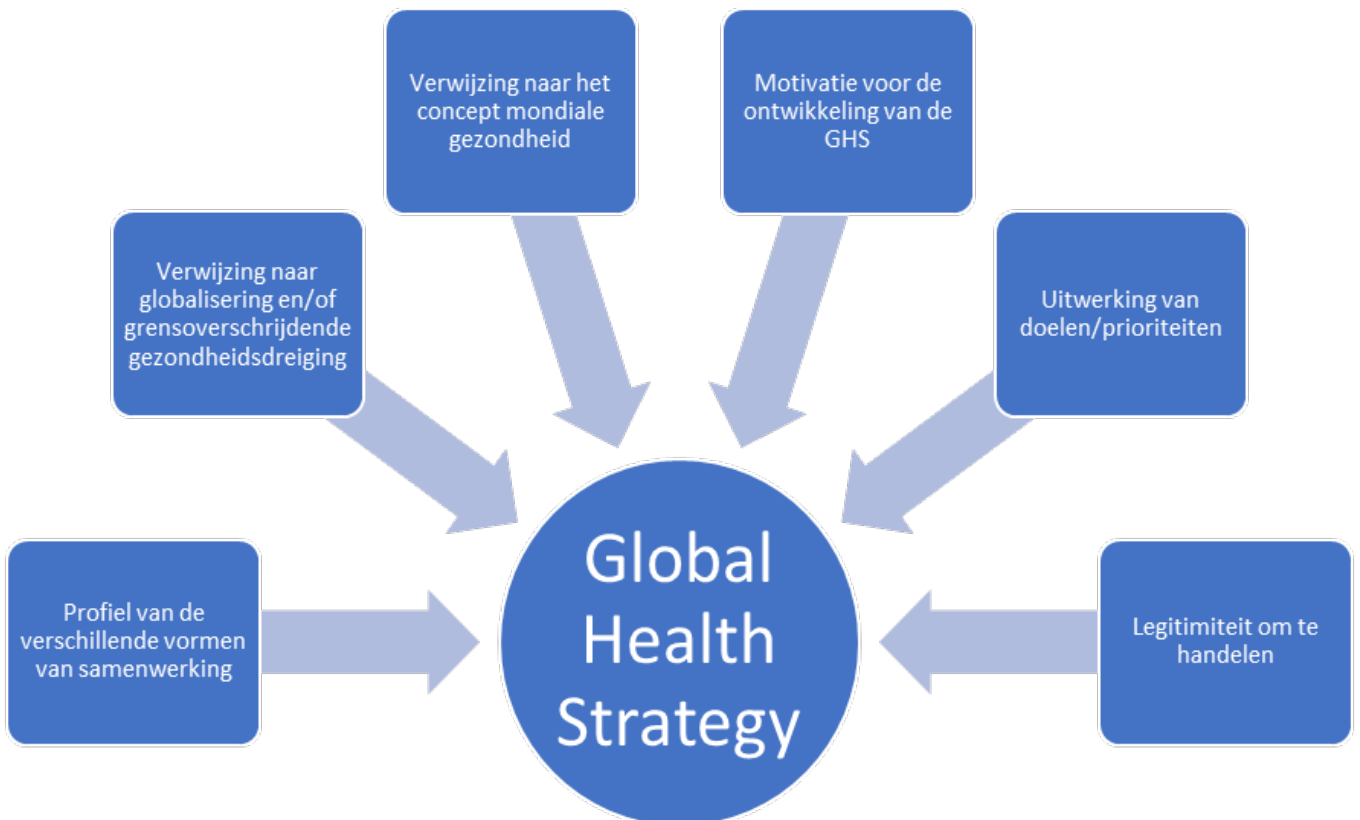 Verwijzing naar het
concept mondiale
gezondheid
Motivatie voor de
ontwikkeling van de
GHS
Verwijzing naar
globalisering en/of
grensoverschrijdende
gezondheidsdreiging
Uitwerking van
doelen/prioriteiten
Profiel van de
verschillende vormen
van samenwerking
Global
Health
Strategy
Legitimiteit om te
handelen